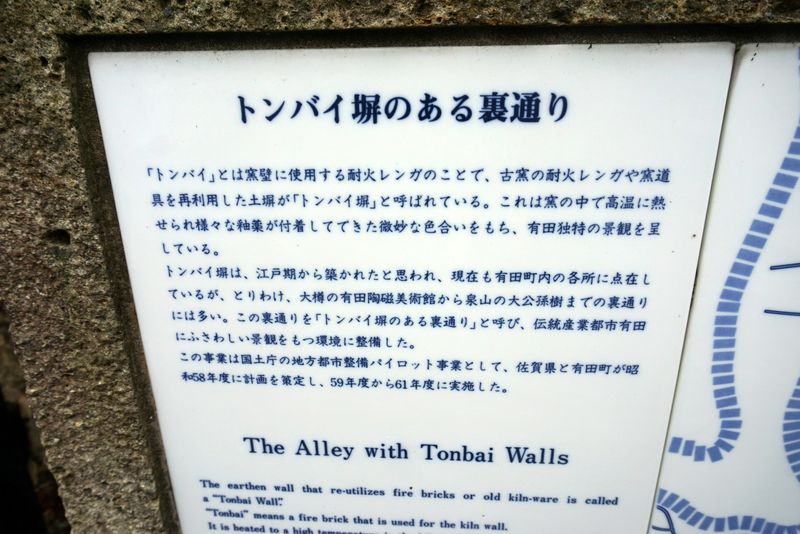 トンバイ塀のある裏通り
「トンバイ」とは窯壁に使用する耐火レンガのことで、古窯の耐火レンガや窯道
具を再利用した土塀が「トンバイ塀」と呼ばれている。これは窯の中で高温に熱
せられ様々な釉薬が付着してできた微妙な色合いをもち、有田独特の景観を呈
している。
トンバイ塀は、江戸期から築かれたと思われ、現在も有田町内の各所に点在し
ているが、とりわけ、大樽の有田陶磁美術館から泉山の大公孫樹までの裏通り
には多い。この裏通りを「トンバイ塀のある裏通り」と呼び、伝統産業都市有田
にふさわしい景観をもつ環境に整備した。
この事業は国土庁の地方都市整備パイロット事業として、佐賀県と有田町が昭
和58年度に計画を策定し、59年度から61年度に実施した。
The Alley with Tonbai Walls
The earthen wall that re-utilizes fire bricks or old kiln-ware is called
a "Tonbai Wall".
"Tonbai" means a fire brick that is used for the kiln wall.
It is heated to a high temperature